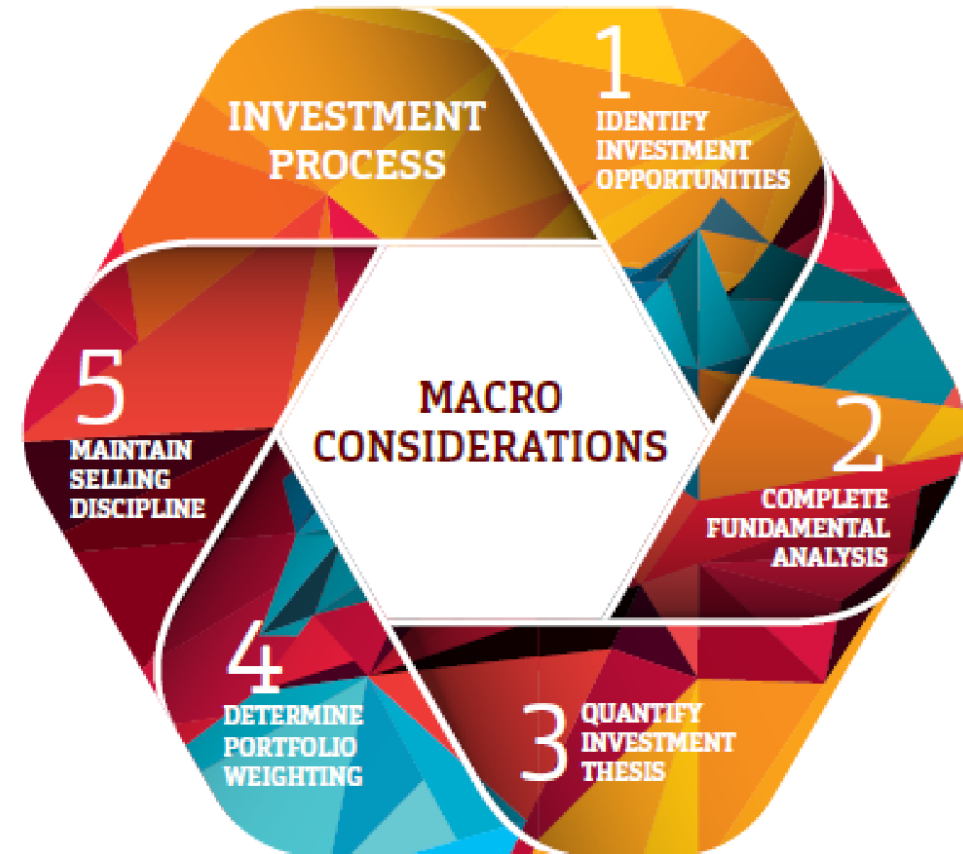 INVESTMENT
PROCESS
1
IDENTIFY
INVESTMENT
OPPORTUNITIES
2
COMPLETE
FUNDAMENTAL
ANALYSIS
3
QUANTIFY
INVESTMENT
THESIS
4
DETERMINE
PORTFOLIO
WEIGHTING
5
MAINTAIN
SELLING
DISCIPLINE
MACRO
CONSIDERATIONS